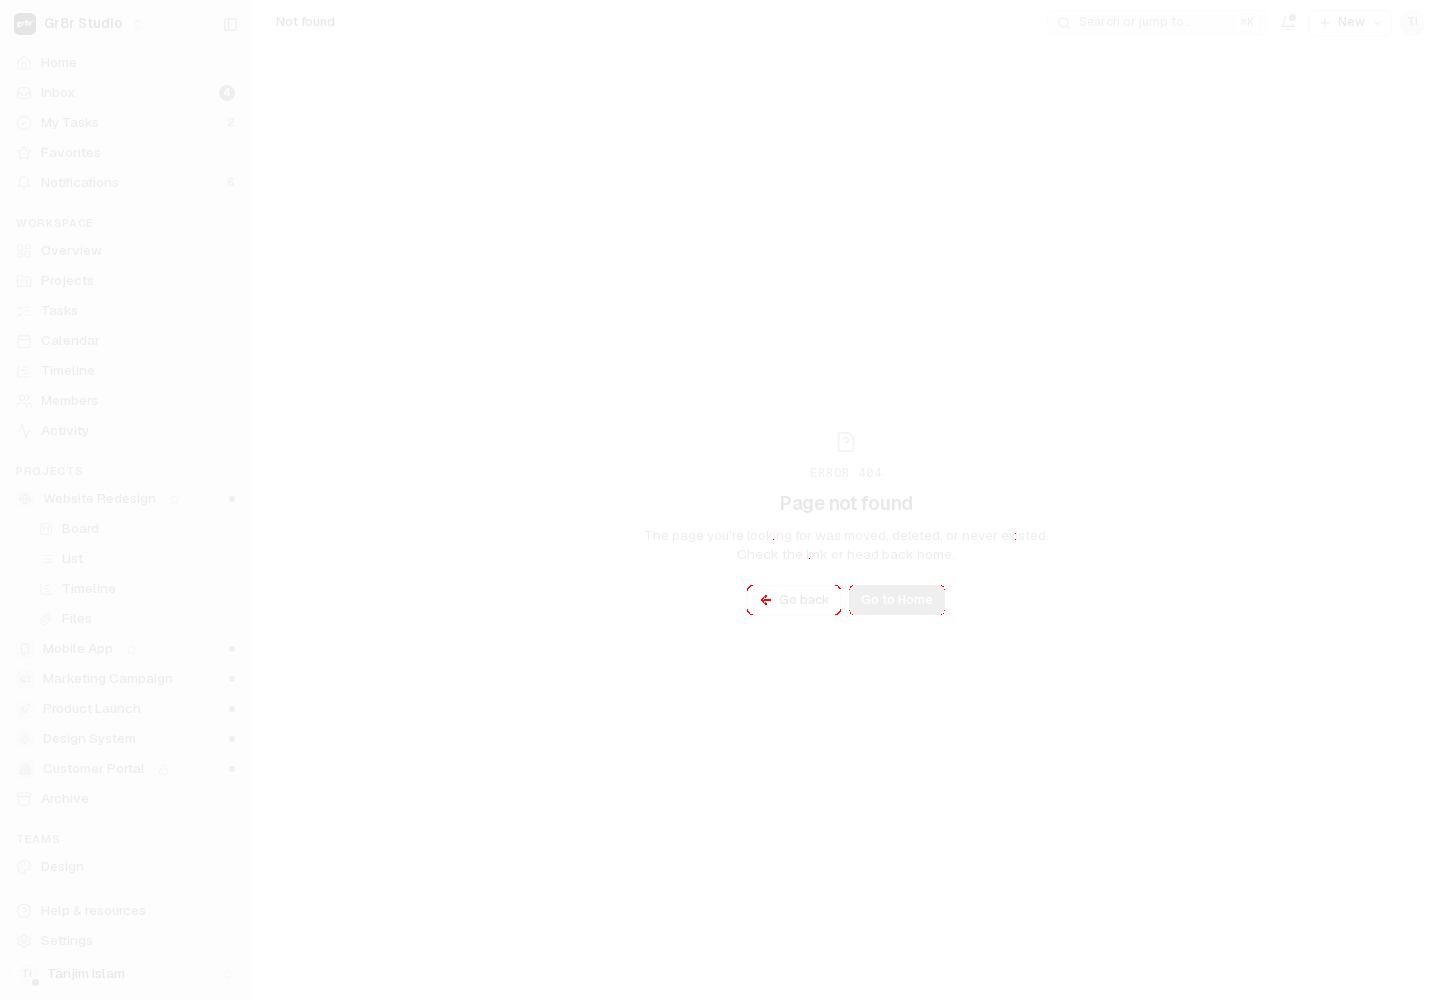 Gr8r Studio
Not found
Search or jump to...
⌘K
New
TI
Home
Inbox 4
My Tasks 2
Favorites
Notifications 6
WORKSPACE
Overview
Projects
Tasks
Calendar
Timeline
Members
Activity
PROJECTS
Website Redesign
Board
List
Timeline
Files
Mobile App
Marketing Campaign
Product Launch
Design System
Customer Portal
Archive
TEAMS
Design
Help & resources
Settings
TI Tanjim Islam
ERROR 404
Page not found
The page you're looking for was moved, deleted, or never existed.
Check the link or head back home.
Go back
Go to Home